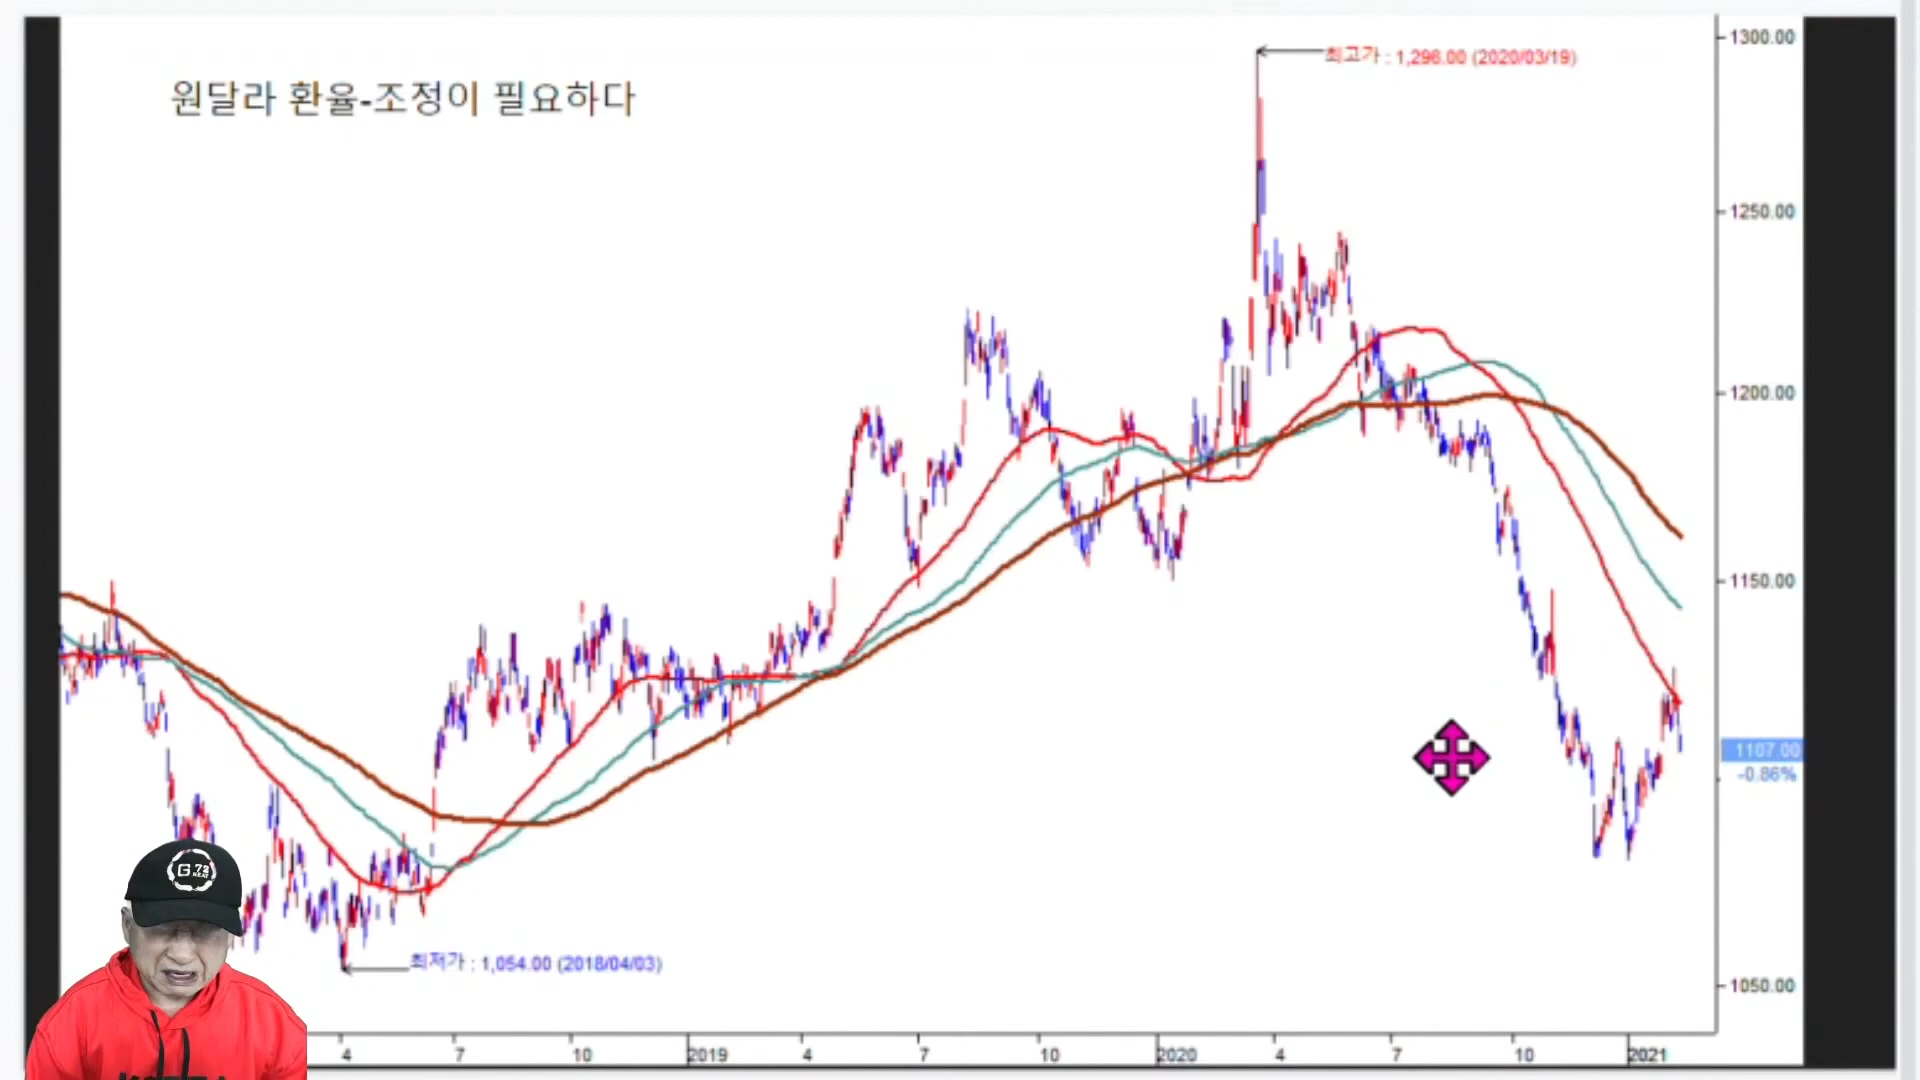 원달라 환율-조정이 필요하다
최고가 : 1,296.00 (2020/03/19)
1300.00
1250.00
1200.00
1150.00
1107.00
-0.86%
1050.00
최저가 : 1,054.00 (2018/04/03)
4 7 10 2019 4 7 10 2020 4 7 10 2021
G 72